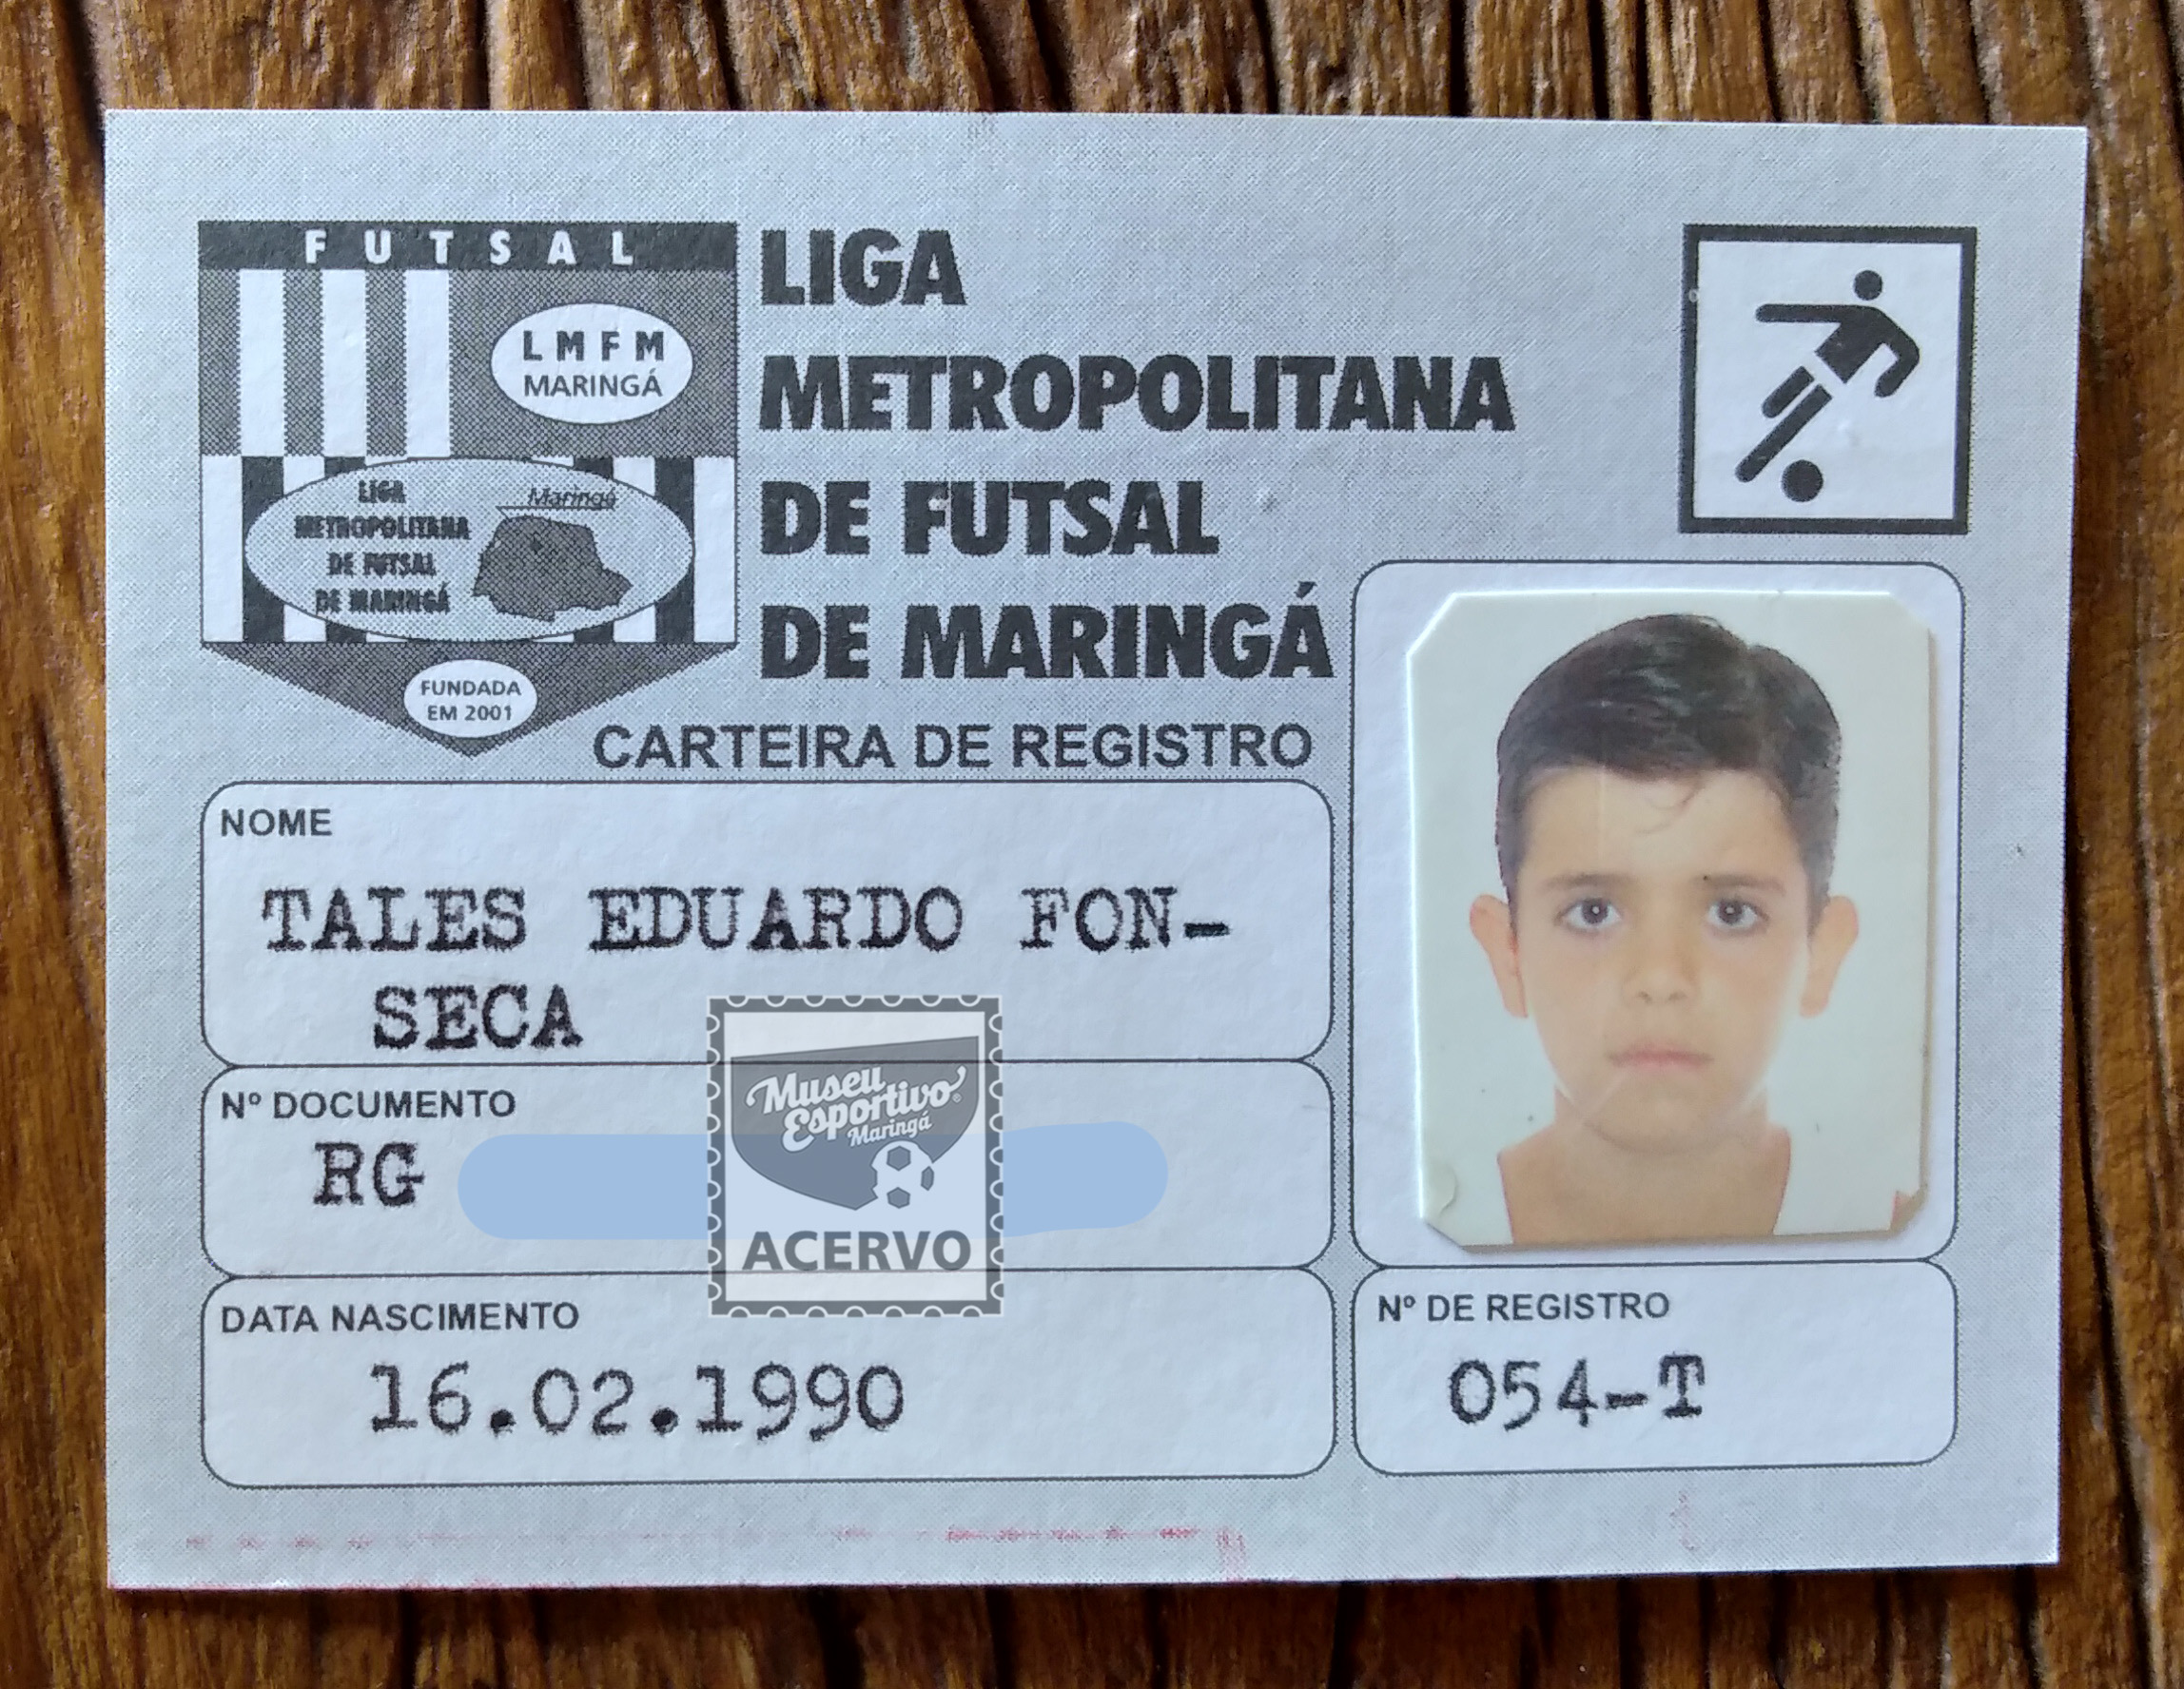 FUTSAL
LMFM
MARINGÁ
LIGA
METROPOLITANA
DE FUTSAL
DE MARINGÁ
Maringá
FUNDADA
EM 2001
LIGA
METROPOLITANA
DE FUTSAL
DE MARINGÁ
CARTEIRA DE REGISTRO
NOME
TALES EDUARDO FON-
SECA
Nº DOCUMENTO
RG
Museu
Esportivo
Maringá
ACERVO
DATA NASCIMENTO
16.02.1990
Nº DE REGISTRO
054-T